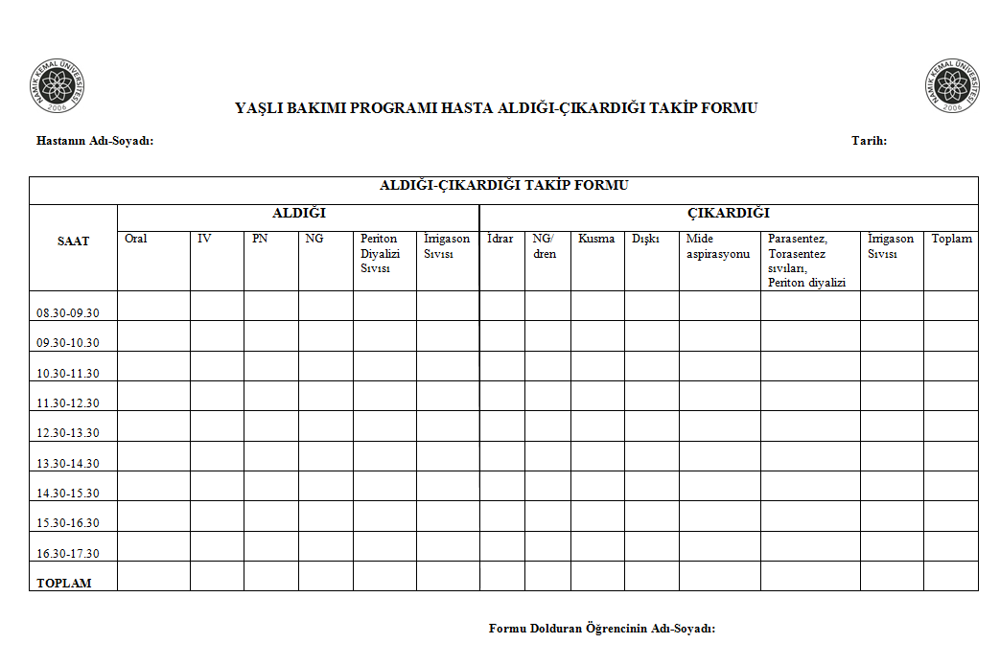 NAMIK KEMAL ÜNİVERSİTESİ
2006
NAMIK KEMAL ÜNİVERSİTESİ
2006
YAŞLI BAKIMI PROGRAMI HASTA ALDIĞI-ÇIKARDIĞI TAKİP FORMU
Hastanın Adı-Soyadı:
Tarih:
ALDIĞI-ÇIKARDIĞI TAKİP FORMU
SAAT
ALDIĞI
ÇIKARDIĞI
Oral
IV
PN
NG
Periton
Diyalizi
Sıvısı
İrrigason
Sıvısı
İdrar
NG/
dren
Kusma
Dışkı
Mide
aspirasyonu
Parasentez,
Torasentez
sıvıları,
Periton diyalizi
İrrigason
Sıvısı
Toplam
08.30-09.30
09.30-10.30
10.30-11.30
11.30-12.30
12.30-13.30
13.30-14.30
14.30-15.30
15.30-16.30
16.30-17.30
TOPLAM
Formu Dolduran Öğrencinin Adı-Soyadı: